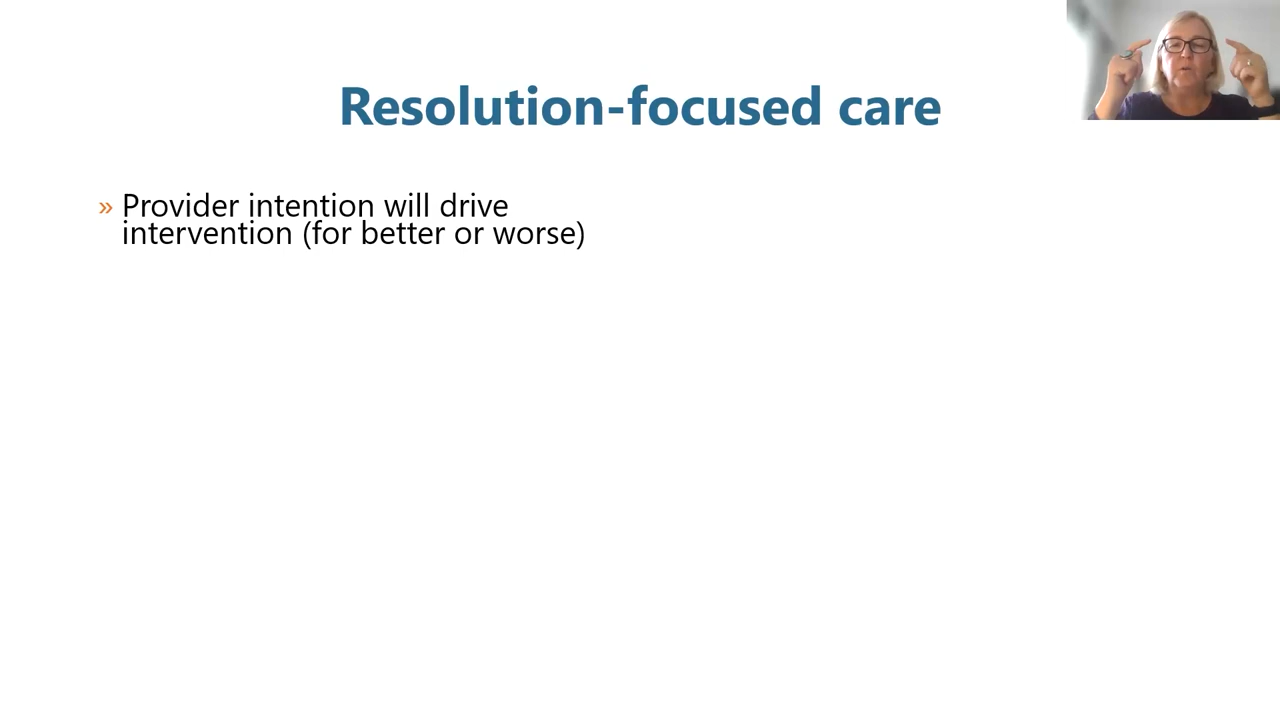 Resolution-focused care
» Provider intention will drive
intervention (for better or worse)